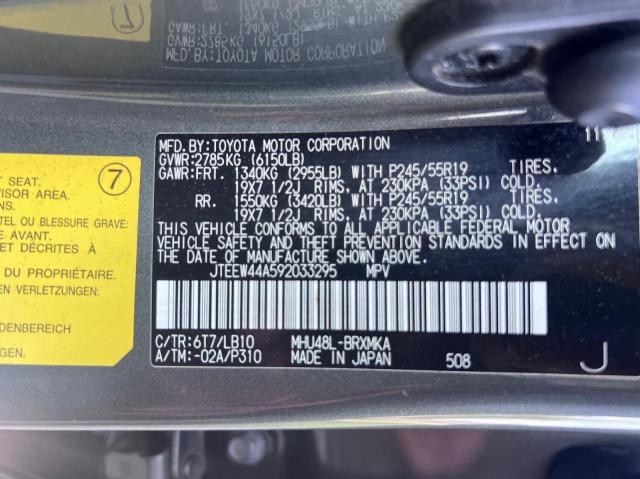 MFD. BY:TOYOTA MOTOR CORPORATION 11
GVWR:2785KG (6150LB)
GAWR:FRT. 1340KG (2955LB) WITH P245/55R19 TIRES.
19X7 1/2J RIMS. AT 230KPA (33PSI) COLD.
RR. 1550KG (3420LB) WITH P245/55R19 TIRES.
19X7 1/2J RIMS. AT 230KPA (33PSI) COLD.
THIS VEHICLE CONFORMS TO ALL APPLICABLE FEDERAL MOTOR
VEHICLE SAFETY AND THEFT PREVENTION STANDARDS IN EFFECT ON
THE DATE OF MANUFACTURE SHOWN ABOVE.
JTEEW44A592033295 MPV
C/TR:6T7/LB10 MHU48L-BRXMKA
A/TM:-02A/P310 MADE IN JAPAN 508 J
7
T SEAT.
VISOR AREA.
NS.
TEL OU BLESSURE GRAVE:
E AVANT.
ET DÉCRITES À
U PROPRIÉTAIRE.
EN VERLETZUNGEN:
DENBEREICH